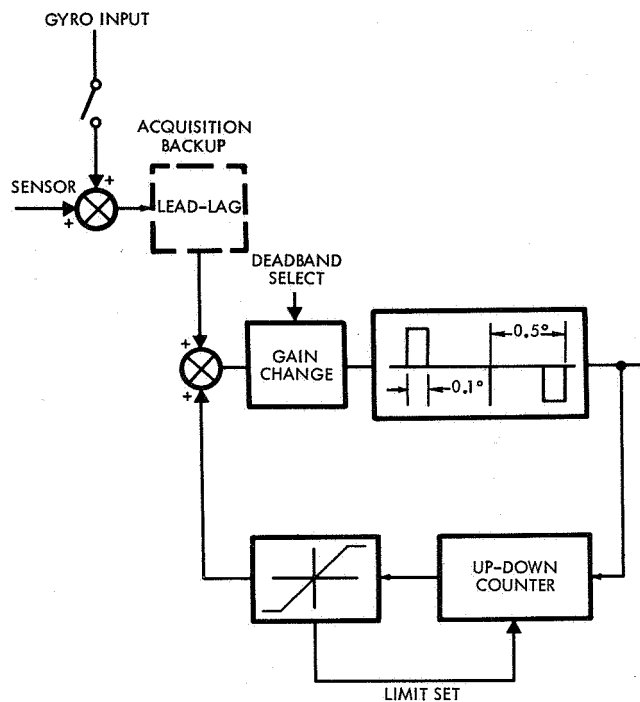 GYRO INPUT
ACQUISITION
BACKUP
+
SENSOR
+
LEAD-LAG
DEADBAND
SELECT
+
GAIN
CHANGE
0.5°
0.1°
+
UP-DOWN
COUNTER
LIMIT SET